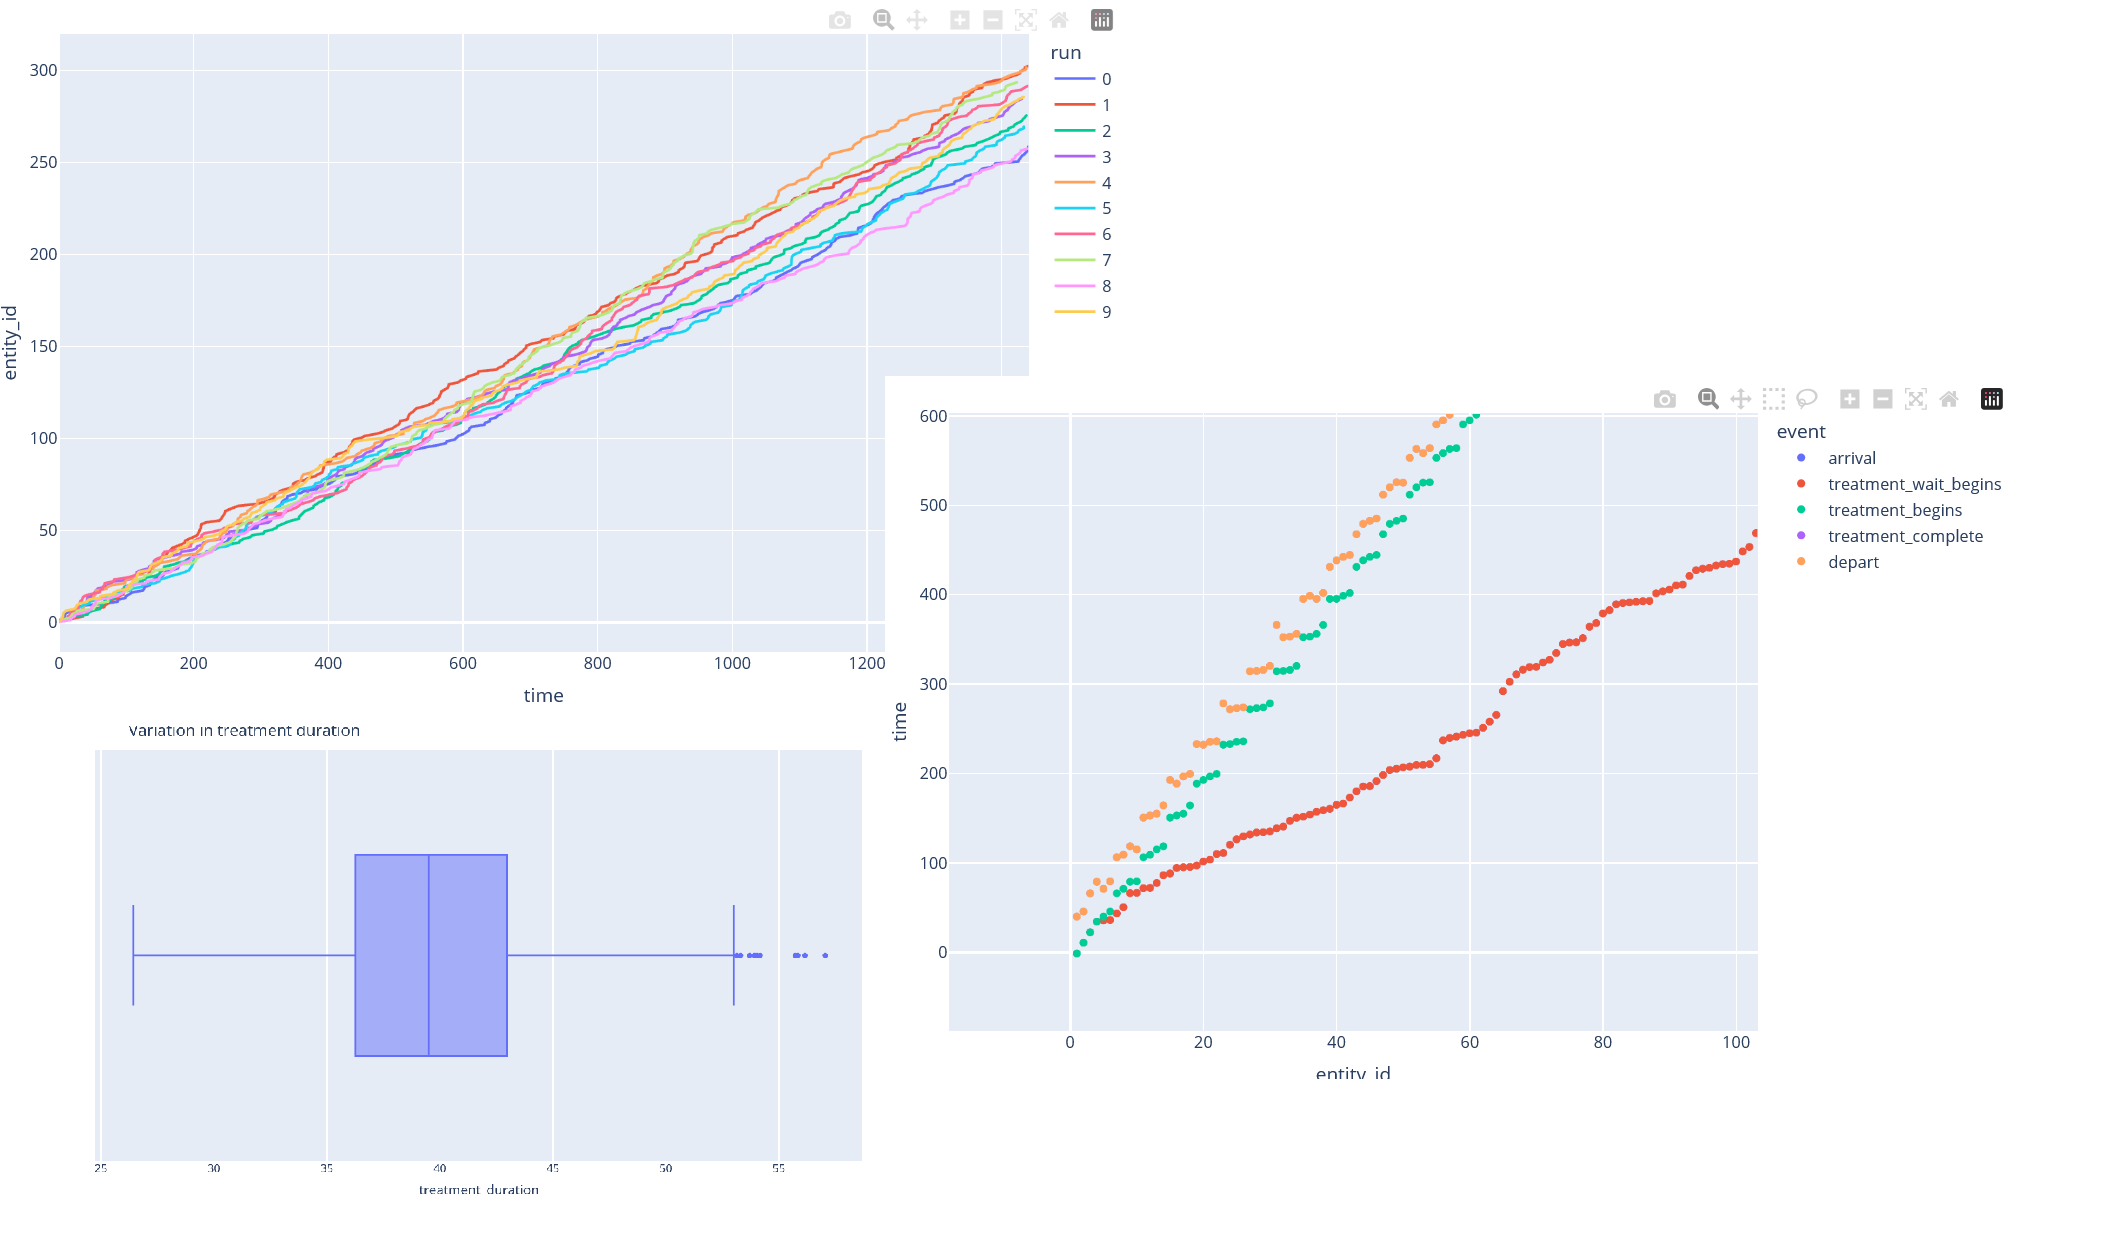 run
0
1
2
3
4
5
6
7
8
9
300
250
200
150
100
50
0
entity_id
0 200 400 600 800 1000 1200
time
Variation in treatment duration
25 30 35 40 45 50 55
treatment_duration
event
arrival
treatment_wait_begins
treatment_begins
treatment_complete
depart
600
500
400
300
200
100
0
time
0 20 40 60 80 100
entity_id